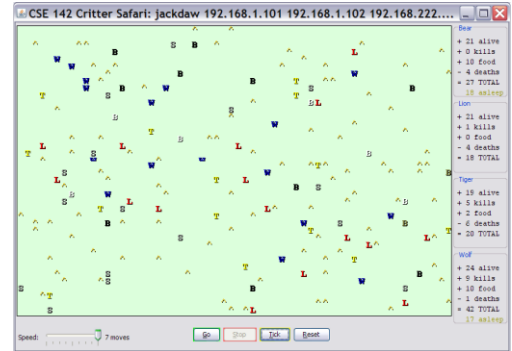 CSE 142 Critter Safari: jackdaw 192.168.1.101 192.168.1.102 192.168.222....
Bear
+ 21 alive
+ 0 kills
+ 10 food
- 4 deaths
= 27 TOTAL
18 asleep
Lion
+ 21 alive
+ 1 kills
+ 0 food
- 4 deaths
= 18 TOTAL
Tiger
+ 19 alive
+ 5 kills
+ 2 food
- 6 deaths
= 20 TOTAL
Wolf
+ 24 alive
+ 9 kills
+ 10 food
- 1 deaths
= 42 TOTAL
17 asleep
Speed: 7 moves Go Stop Tick Reset